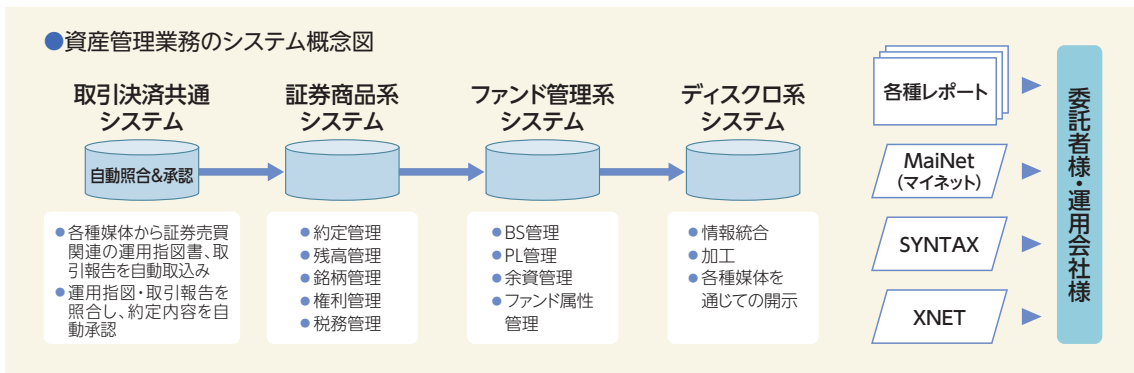 ●資産管理業務のシステム概念図
取引決済共通
システム
自動照合&承認
●各種媒体から証券売買
関連の運用指図書、取
引報告を自動取込み
●運用指図・取引報告を
照合し、約定内容を自
動承認
証券商品系
システム
●約定管理
●残高管理
●銘柄管理
●権利管理
●税務管理
ファンド管理系
システム
●BS管理
●PL管理
●余資管理
●ファンド属性
管理
ディスクロ系
システム
●情報統合
●加工
●各種媒体を
通じての開示
各種レポート
MaiNet
(マイネット)
SYNTAX
XNET
委託者様・運用会社様